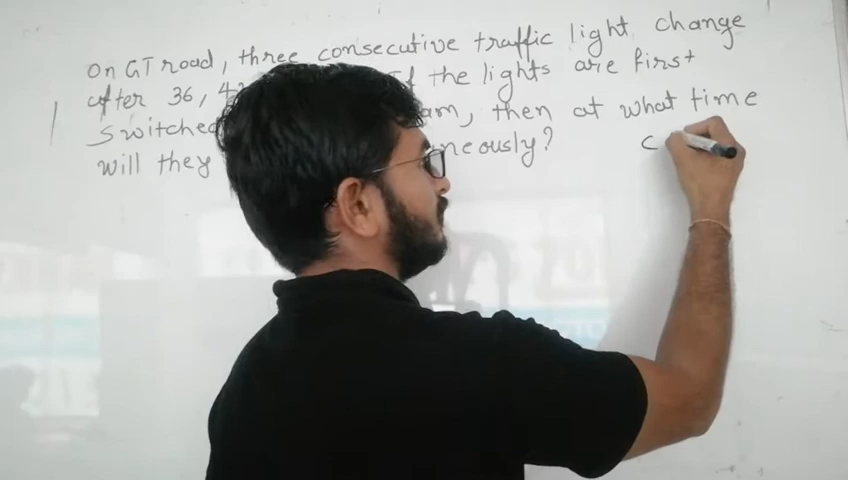 on GT road, three consecutive traffic light change
after 36, 4 the lights are first
switched am, then at what time
will they neously?
C